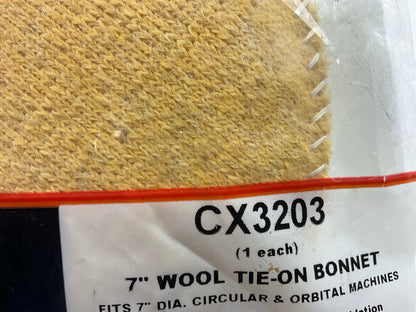 CX3203
(1 each)
7" WOOL TIE-ON BONNET
FITS 7" DIA. CIRCULAR & ORBITAL MACHINES